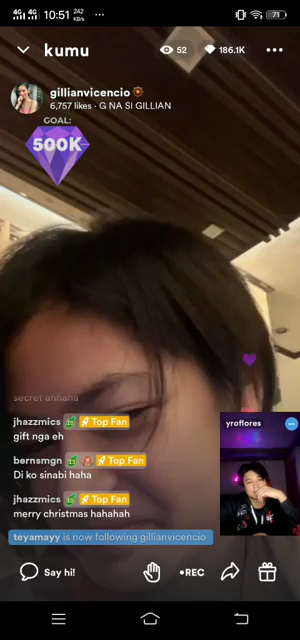 4G 4G 10:51 242 KB/s ... 71
kumu 52 186.1K
gillianvicencio
6,757 likes · G NA SI GILLIAN
GOAL:
500K
secret ahhaha
jhazzmics Top Fan
gift nga eh
bernsmgn Top Fan
Di ko sinabi haha
jhazzmics Top Fan
merry christmas hahahah
teyamayy is now following gillianvicencio
yroflores
Say hi!
•REC